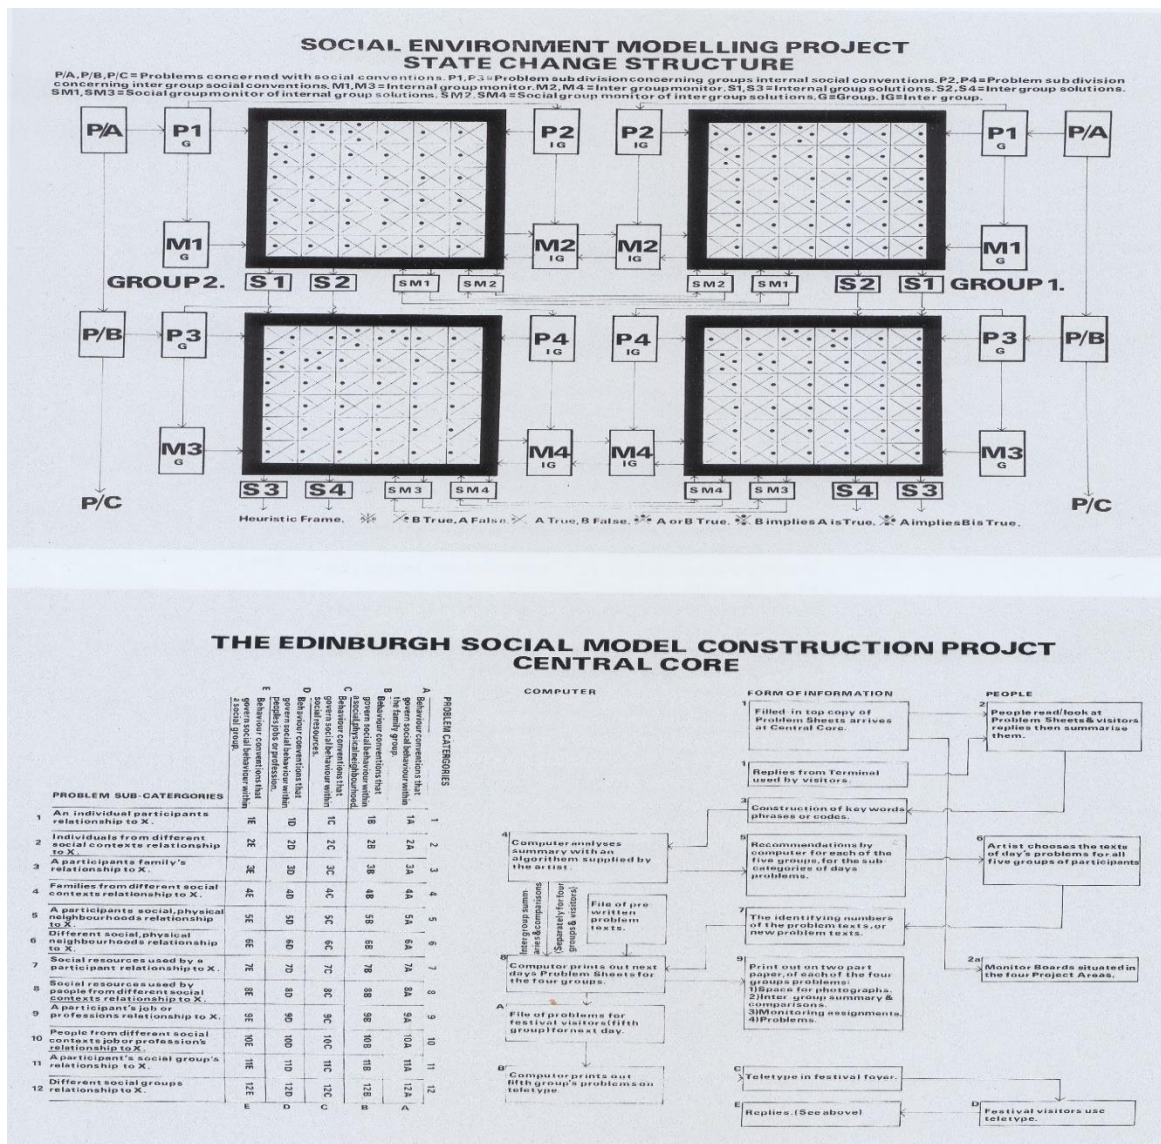 SOCIAL ENVIRONMENT MODELLING PROJECT
STATE CHANGE STRUCTURE
P/A,P/B,P/C=Problems concerned with social conventions. P1,P3=Problem sub division concerning groups internal social conventions. P2,P4=Problem sub division
concerning inter group social conventions. M1,M3=Internal group monitor. M2,M4=Inter group monitor. S1,S3=Internal group solutions. S2,S4=Inter group solutions.
SM1,SM3=Social group monitor of internal group solutions. SM2,SM4=Social group monitor of intergroup solutions, G=Group. IG=Inter group.
P/A P1 P2 P2 P1 P/A
G IG IG G
M1 M2 M2 M1
G IG IG G
GROUP 2. S1 S2 SM1 SM2 SM2 SM1 S2 S1 GROUP 1.
P/B P3 P4 P4 P3 P/B
G IG IG G
M3 M4 M4 M3
G IG IG G
P/C S3 S4 SM3 SM4 SM4 SM3 S4 S3 P/C
Heuristic Frame. B True, A False. A True, B False. A or B True. B implies A is True. A implies B is True.
THE EDINBURGH SOCIAL MODEL CONSTRUCTION PROJCT
CENTRAL CORE
PROBLEM CATERGORIES
A
Behaviour conventions that
govern social behaviour within
the family group.
B
Behaviour conventions that
govern social behaviour within
a social,physical neighbourhood.
C
Behaviour conventions that
govern social behaviour within
social resources.
D
Behaviour conventions that
govern social behaviour within
peoples jobs or profession.
E
Behaviour conventions that
govern social behaviour within
a social group.
PROBLEM SUB-CATERGORIES
1 An individual participants
relationship to X.
1E 1D 1C 1B 1A 1
2 Individuals from different
social contexts relationship
to X.
2E 2D 2C 2B 2A 2
3 A participants family's
relationship to X.
3E 3D 3C 3B 3A 3
4 Families from different social
contexts relationship to X.
4E 4D 4C 4B 4A 4
5 A participants social,physical
neighbourhoods relationship
to X.
5E 5D 5C 5B 5A 5
6 Different social,physical
neighbourhoods relationship
to X.
6E 6D 6C 6B 6A 6
7 Social resources used by a
participant relationship to X.
7E 7D 7C 7B 7A 7
8 Social resources used by
people from different social
contexts relationship to X.
8E 8D 8C 8B 8A 8
9 A participant's job or
professions relationship to X.
9E 9D 9C 9B 9A 9
10 People from different social
contexts job or profession's
relationship to X.
10E 10D 10C 10B 10A 10
11 A participant's social group's
relationship to X.
11E 11D 11C 11B 11A 11
12 Different social groups
relationship to X.
12E 12D 12C 12B 12A 12
E D C B A
COMPUTER
FORM OF INFORMATION
PEOPLE
1 Filled-in top copy of
Problem Sheets arrives
at Central Core.
2 People read/look at
Problem Sheets & visitors
replies then summarise
them.
1 Replies from Terminal
used by visitors.
3 Construction of key words
phrases or codes.
4 Computer analyses
summary with an
algorithem supplied by
the artist.
5 Recommendations by
computer for each of the
five groups, for the sub-
categories of days
problems.
6 Artist chooses the texts
of day's problems for all
five groups of participants
Inter group summ-
aries & comparisions
(Separately for four
groups & visitors)
File of pre
written
problem
texts.
7 The identifying numbers
of the problem texts, or
new problem texts.
8 Computer prints out next
days Problem Sheets for
the four groups.
9 Print out on two part
paper, of each of the four
groups problems:
1)Space for photographs.
2)Inter group summary &
comparisons.
3)Monitoring assignments.
4)Problems.
2a Monitor Boards situated in
the four Project Areas.
A File of problems for
festival visitors(fifth
group)for next day.
B Computer prints out
fifth group's problems on
teletype.
C Teletype in festival foyer.
D Festival visitors use
teletype.
E Replies. (See above)